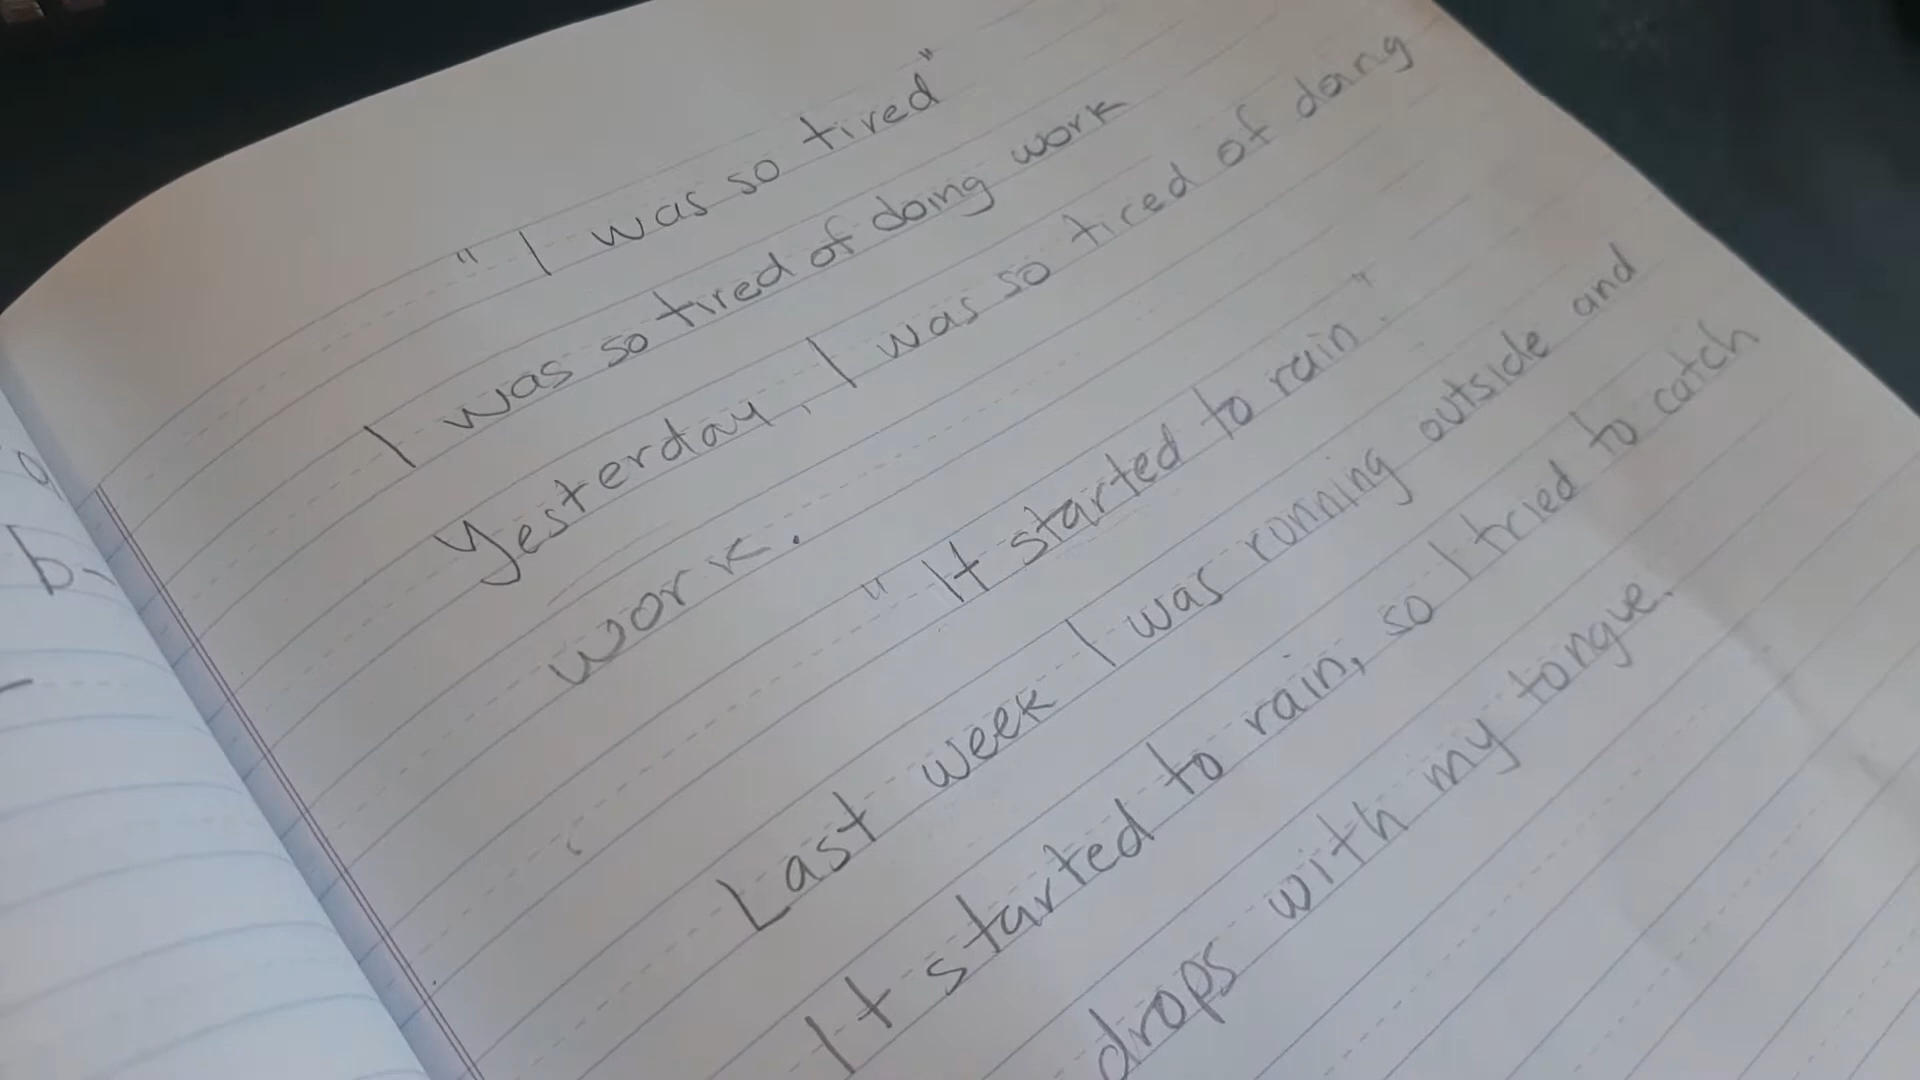 " I was so tired"
I was so tired of doing work
Yesterday, I was so tired of doing
work.
" It started to rain."
Last week I was running outside and
It started to rain, so I tried to catch
drops with my tongue.
b-